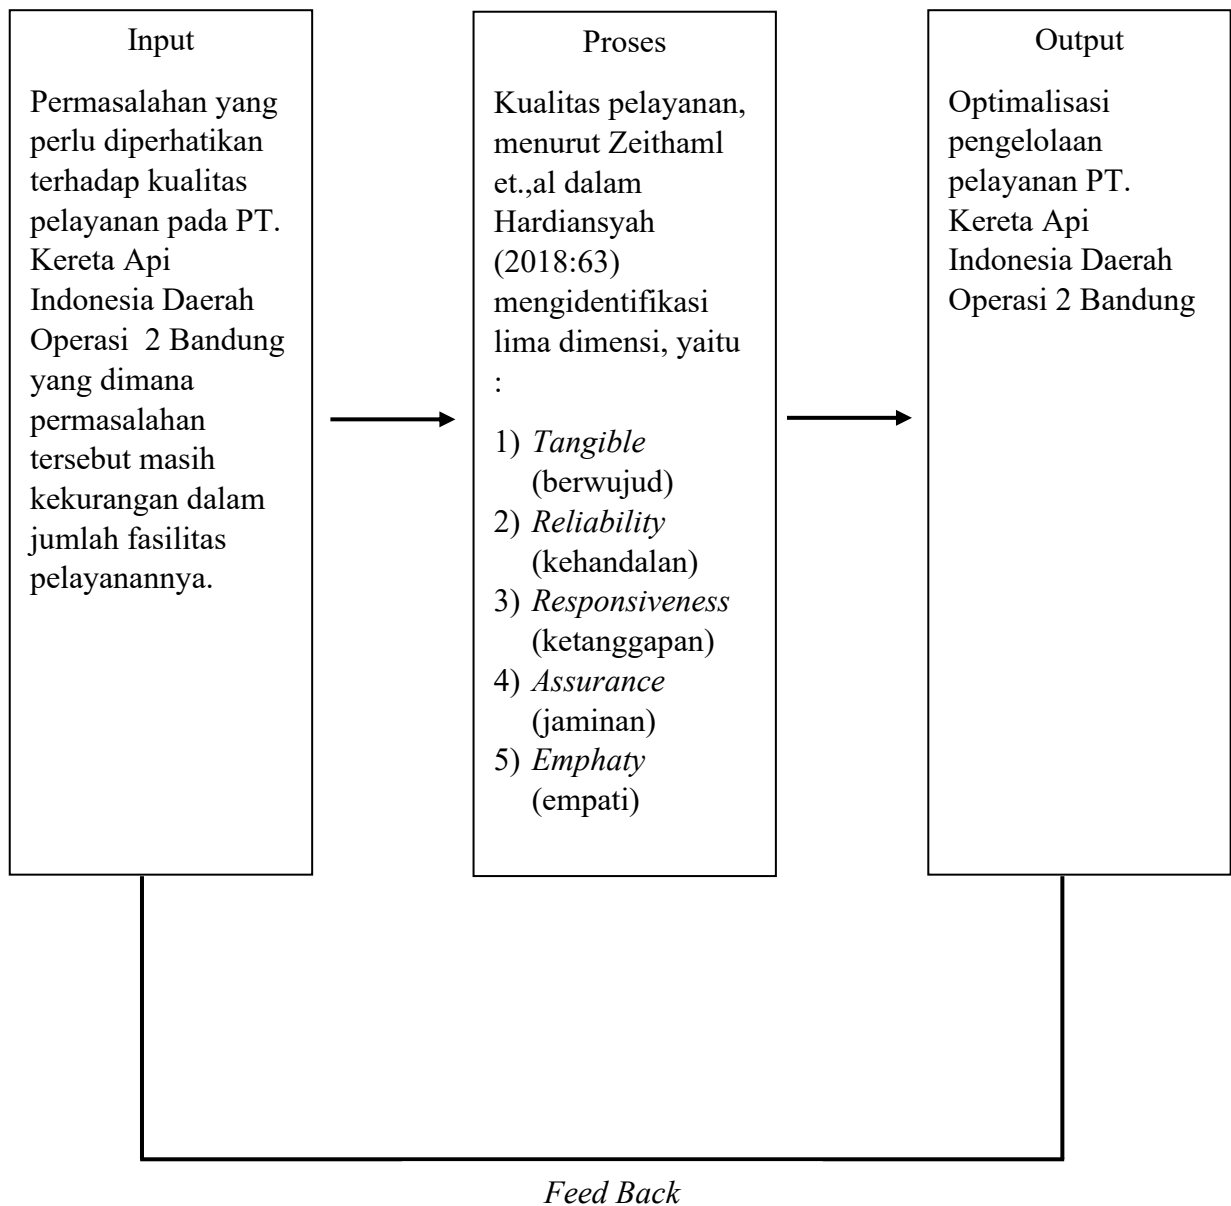 Input
Permasalahan yang
perlu diperhatikan
terhadap kualitas
pelayanan pada PT.
Kereta Api
Indonesia Daerah
Operasi  2 Bandung
yang dimana
permasalahan
tersebut masih
kekurangan dalam
jumlah fasilitas
pelayanannya.
Proses
Kualitas pelayanan,
menurut Zeithaml
et.,al dalam
Hardiansyah
(2018:63)
mengidentifikasi
lima dimensi, yaitu
:
1) Tangible
(berwujud)
2) Reliability
(kehandalan)
3) Responsiveness
(ketanggapan)
4) Assurance
(jaminan)
5) Emphaty
(empati)
Output
Optimalisasi
pengelolaan
pelayanan PT.
Kereta Api
Indonesia Daerah
Operasi 2 Bandung
Feed Back